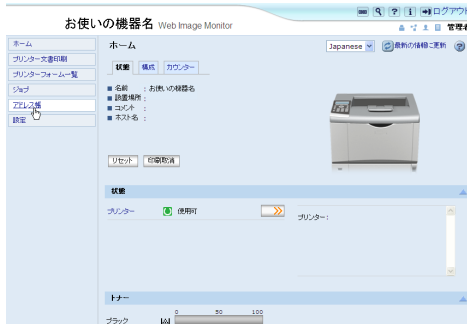 ログアウト
お使いの機器名 Web Image Monitor
管理者
ホーム
プリンター文書印刷
プリンターフォーム一覧
ジョブ
アドレス帳
設定
ホーム
Japanese
最新の情報に更新
状態
構成
カウンター
名前 : お使いの機器名
設置場所 :
コメント :
ホスト名 :
リセット
印刷取消
状態
プリンター
使用可
プリンター :
トナー
ブラック
0 50 100